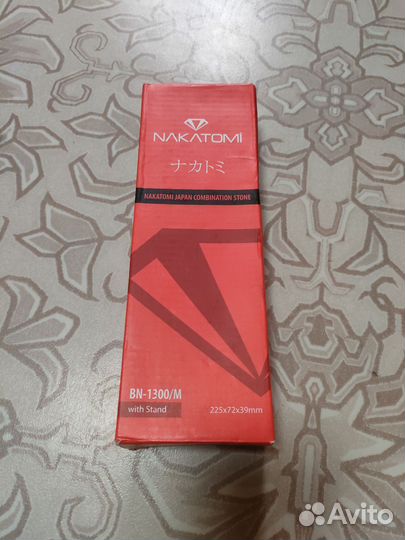 NAKATOMI
ナカトミ
NAKATOMI JAPAN COMBINATION STONE
BN-1300/M
with Stand
225x72x39mm
Avito